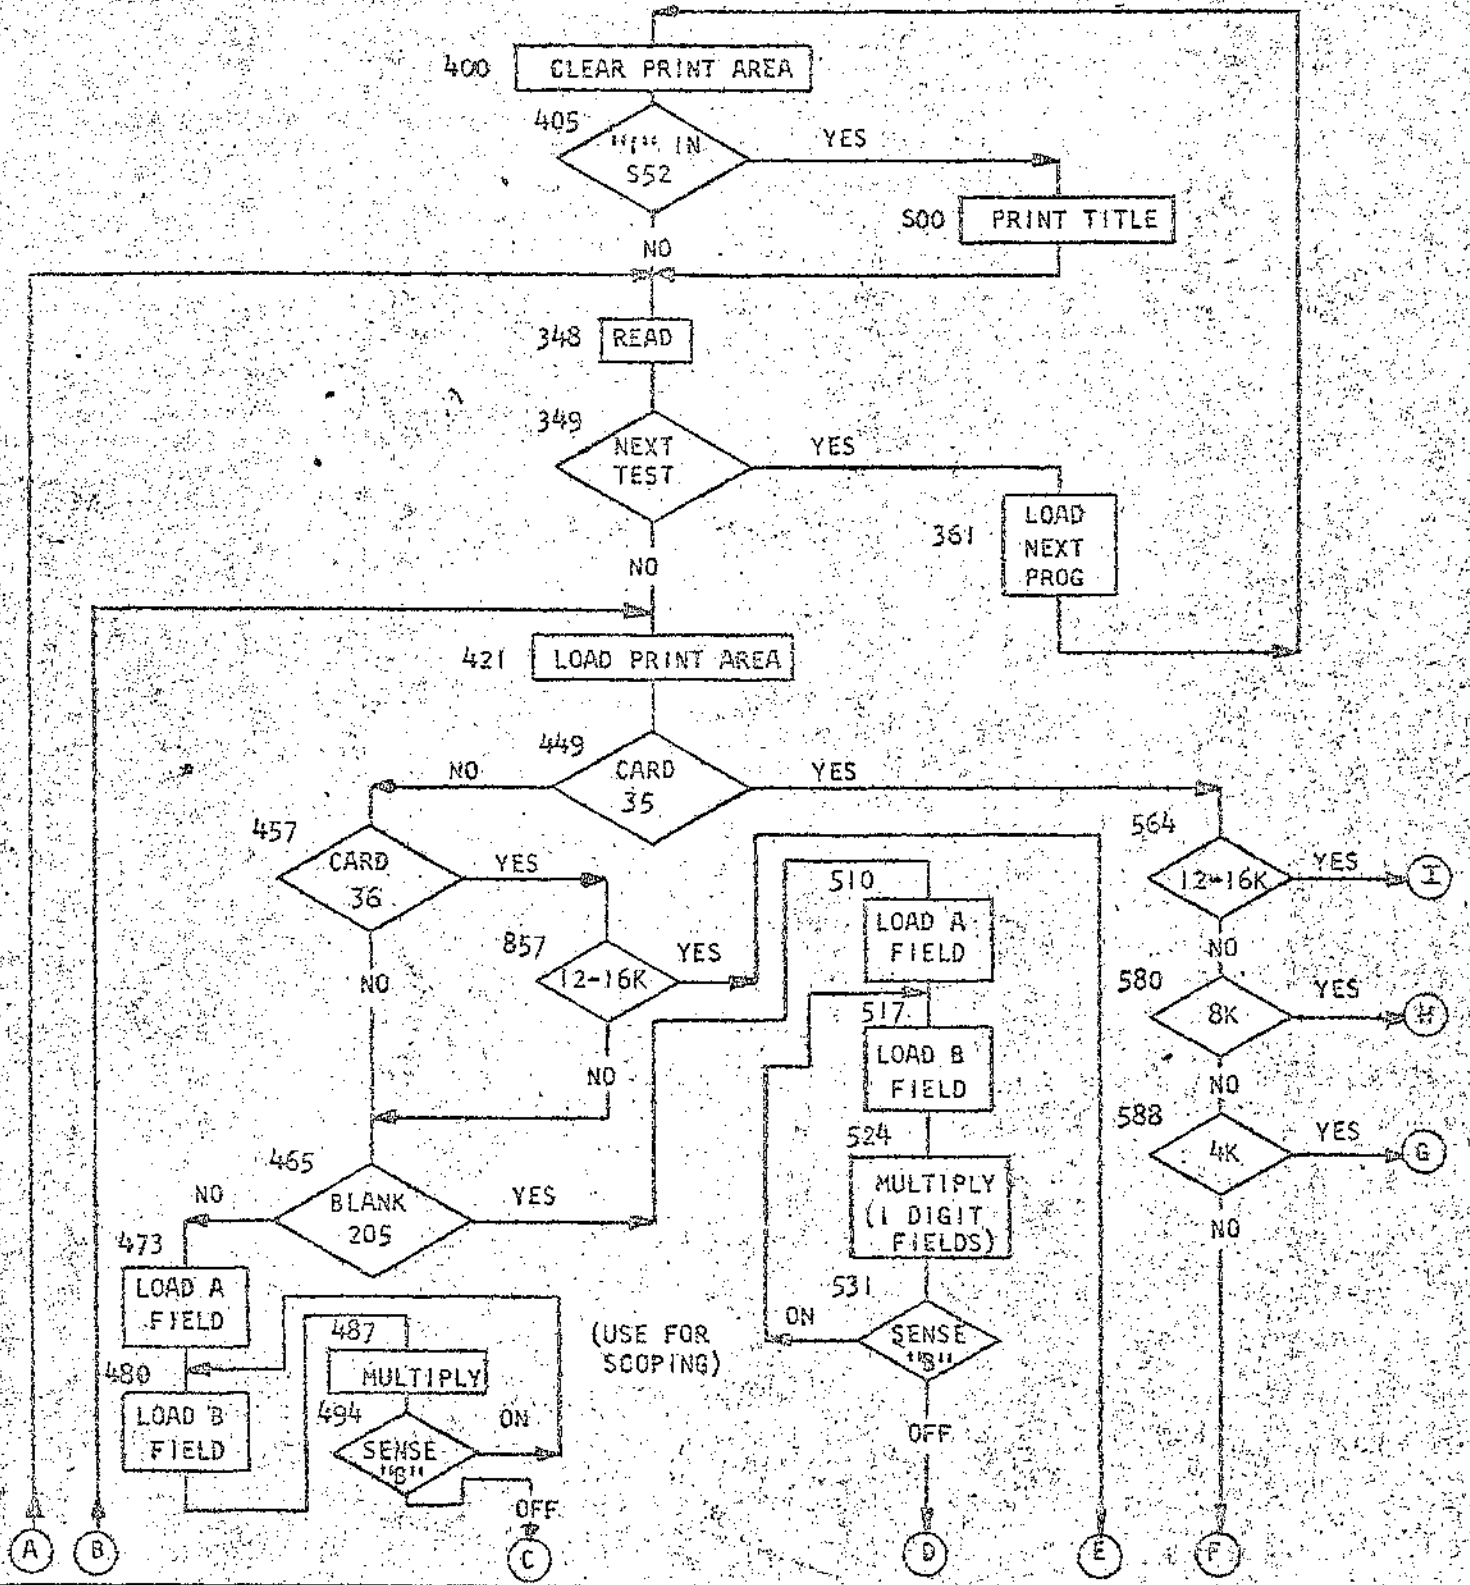 400 CLEAR PRINT AREA
405
"1" IN
S52
YES
500 PRINT TITLE
NO
348 READ
349
NEXT
TEST
YES
361
LOAD
NEXT
PROG
NO
421 LOAD PRINT AREA
449
CARD
35
NO
YES
457
CARD
36
YES
NO
857
12-16K
YES
NO
510
LOAD A
FIELD
517
LOAD B
FIELD
524
MULTIPLY
(1 DIGIT
FIELDS)
531
SENSE
"B"
ON
OFF
564
12-16K
YES
I
NO
580
8K
YES
H
NO
588
4K
YES
G
NO
465
BLANK
205
NO
YES
473
LOAD A
FIELD
480
LOAD B
FIELD
487
MULTIPLY
494
SENSE
"B"
ON
OFF
(USE FOR
SCOPING)
A
B
C
D
E
F